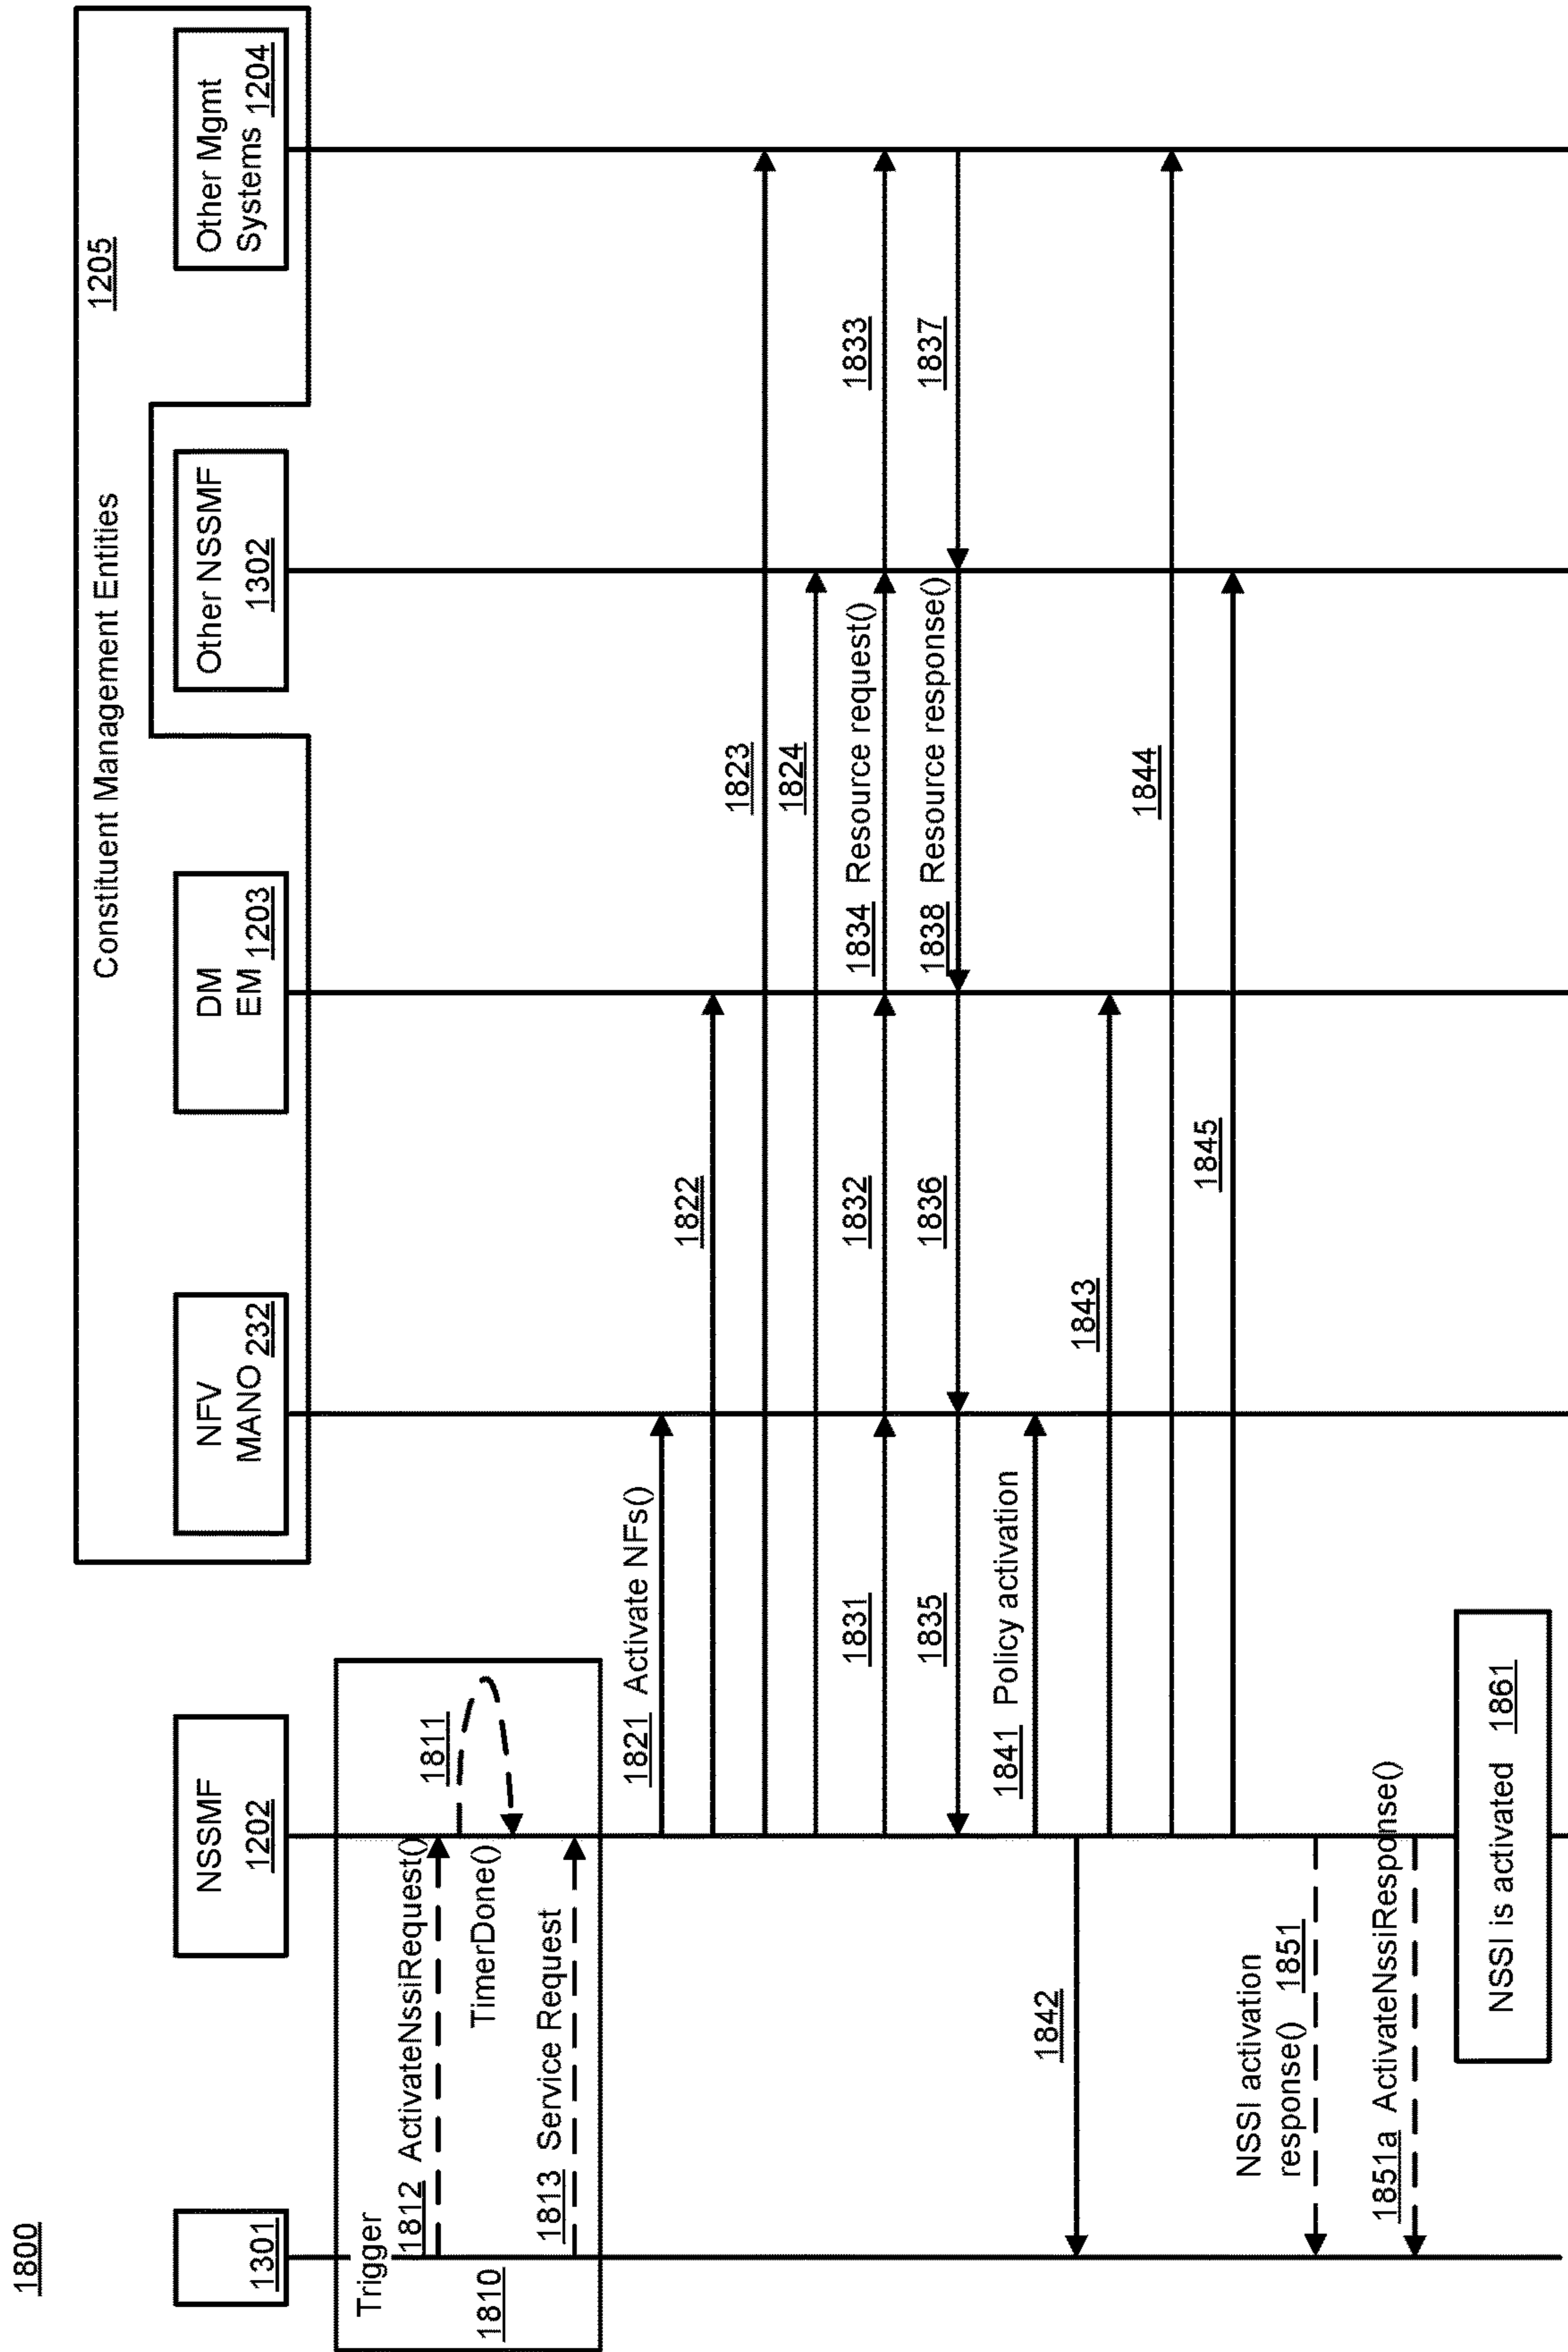 1800
Constituent Management Entities
1205
1301
NSSMF
1202
NFV
MANO 232
DM
EM 1203
Other NSSMF
1302
Other Mgmt
Systems 1204
Trigger
1810
1812 ActivateNssiRequest()
1811
TimerDone()
1813 Service Request
1821 Activate NFs()
1822
1823
1824
1831
1832
1834 Resource request()
1833
1835
1836
1838 Resource response()
1837
1841 Policy activation
1842
1843
1844
1845
NSSI activation
response() 1851
1851a ActivateNssiResponse()
NSSI is activated 1861